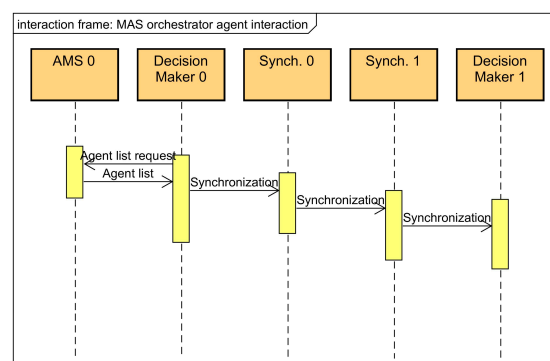 interaction frame: MAS orchestrator agent interaction
AMS 0
Decision
Maker 0
Synch. 0
Synch. 1
Decision
Maker 1
Agent list request
Agent list
Synchronization
Synchronization
Synchronization